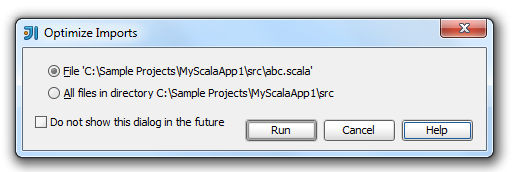 Optimize Imports
File 'C:\Sample Projects\MyScalaApp1\src\abc.scala'
All files in directory C:\Sample Projects\MyScalaApp1\src
Do not show this dialog in the future
Run Cancel Help